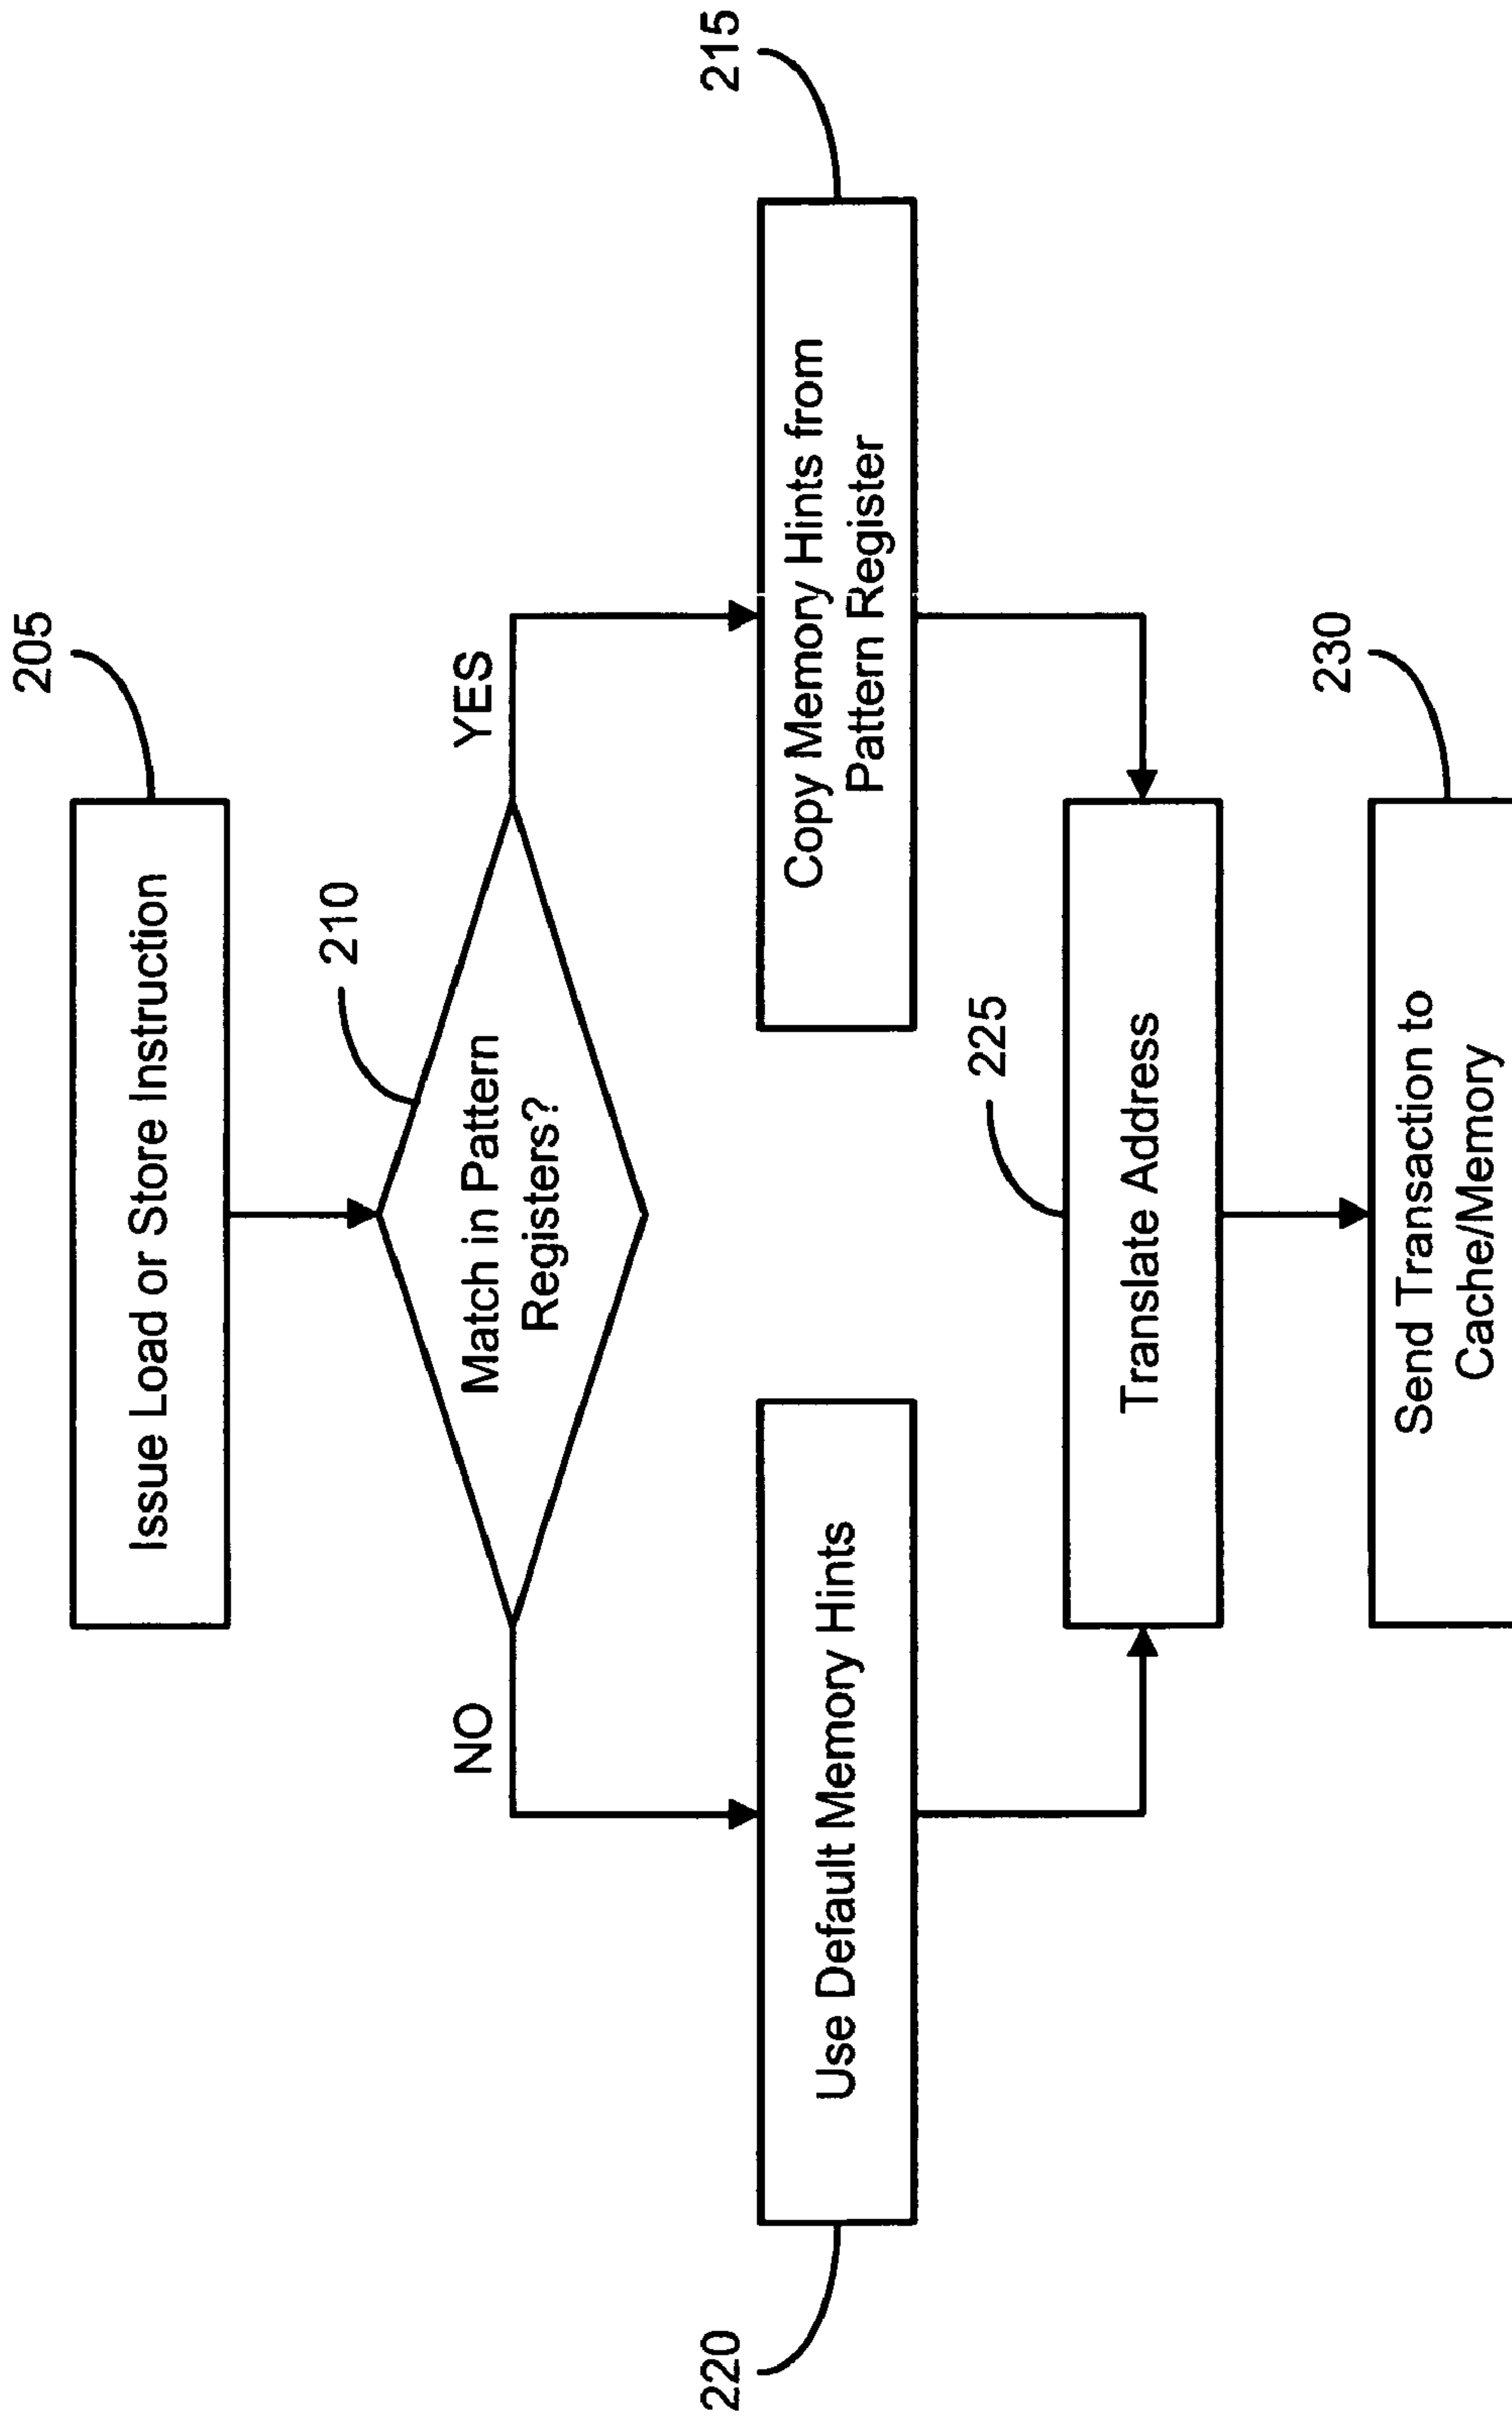 205
Issue Load or Store Instruction
210
Match in Pattern
Registers?
NO
YES
220
Use Default Memory Hints
215
Copy Memory Hints from
Pattern Register
225
Translate Address
230
Send Transaction to
Cache/Memory